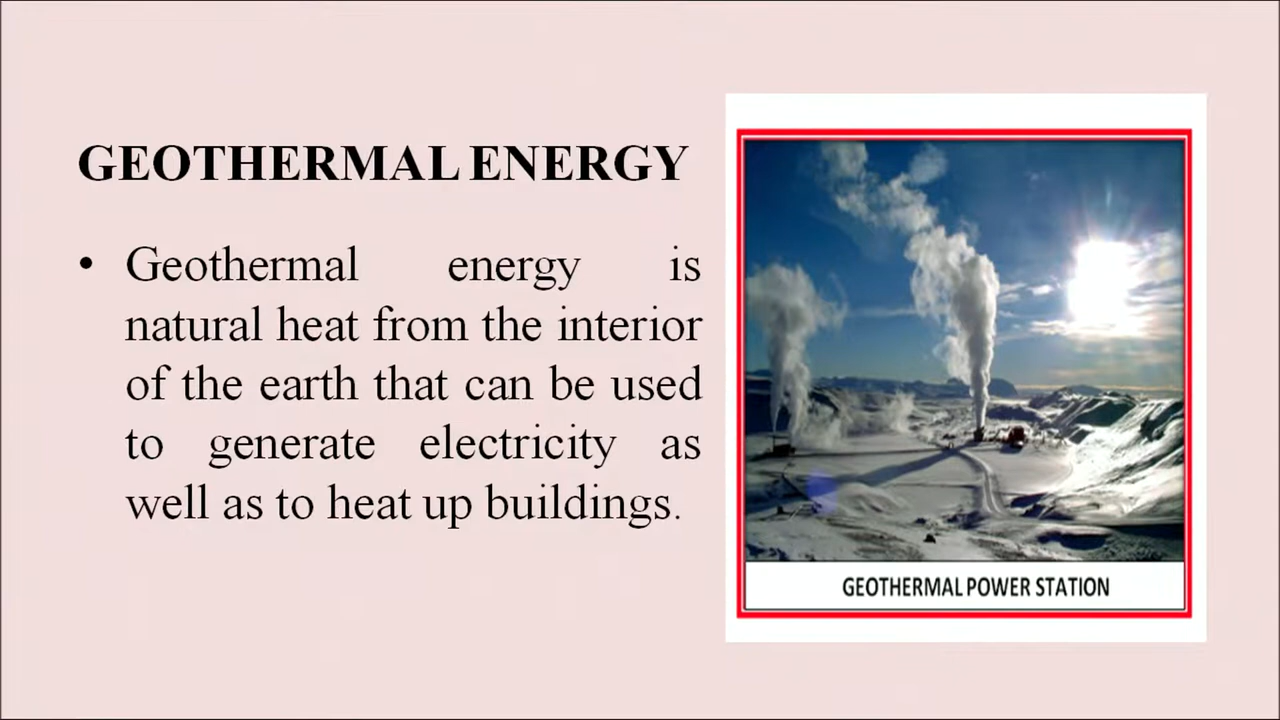 GEOTHERMAL ENERGY
• Geothermal energy is
natural heat from the interior
of the earth that can be used
to generate electricity as
well as to heat up buildings.
GEOTHERMAL POWER STATION